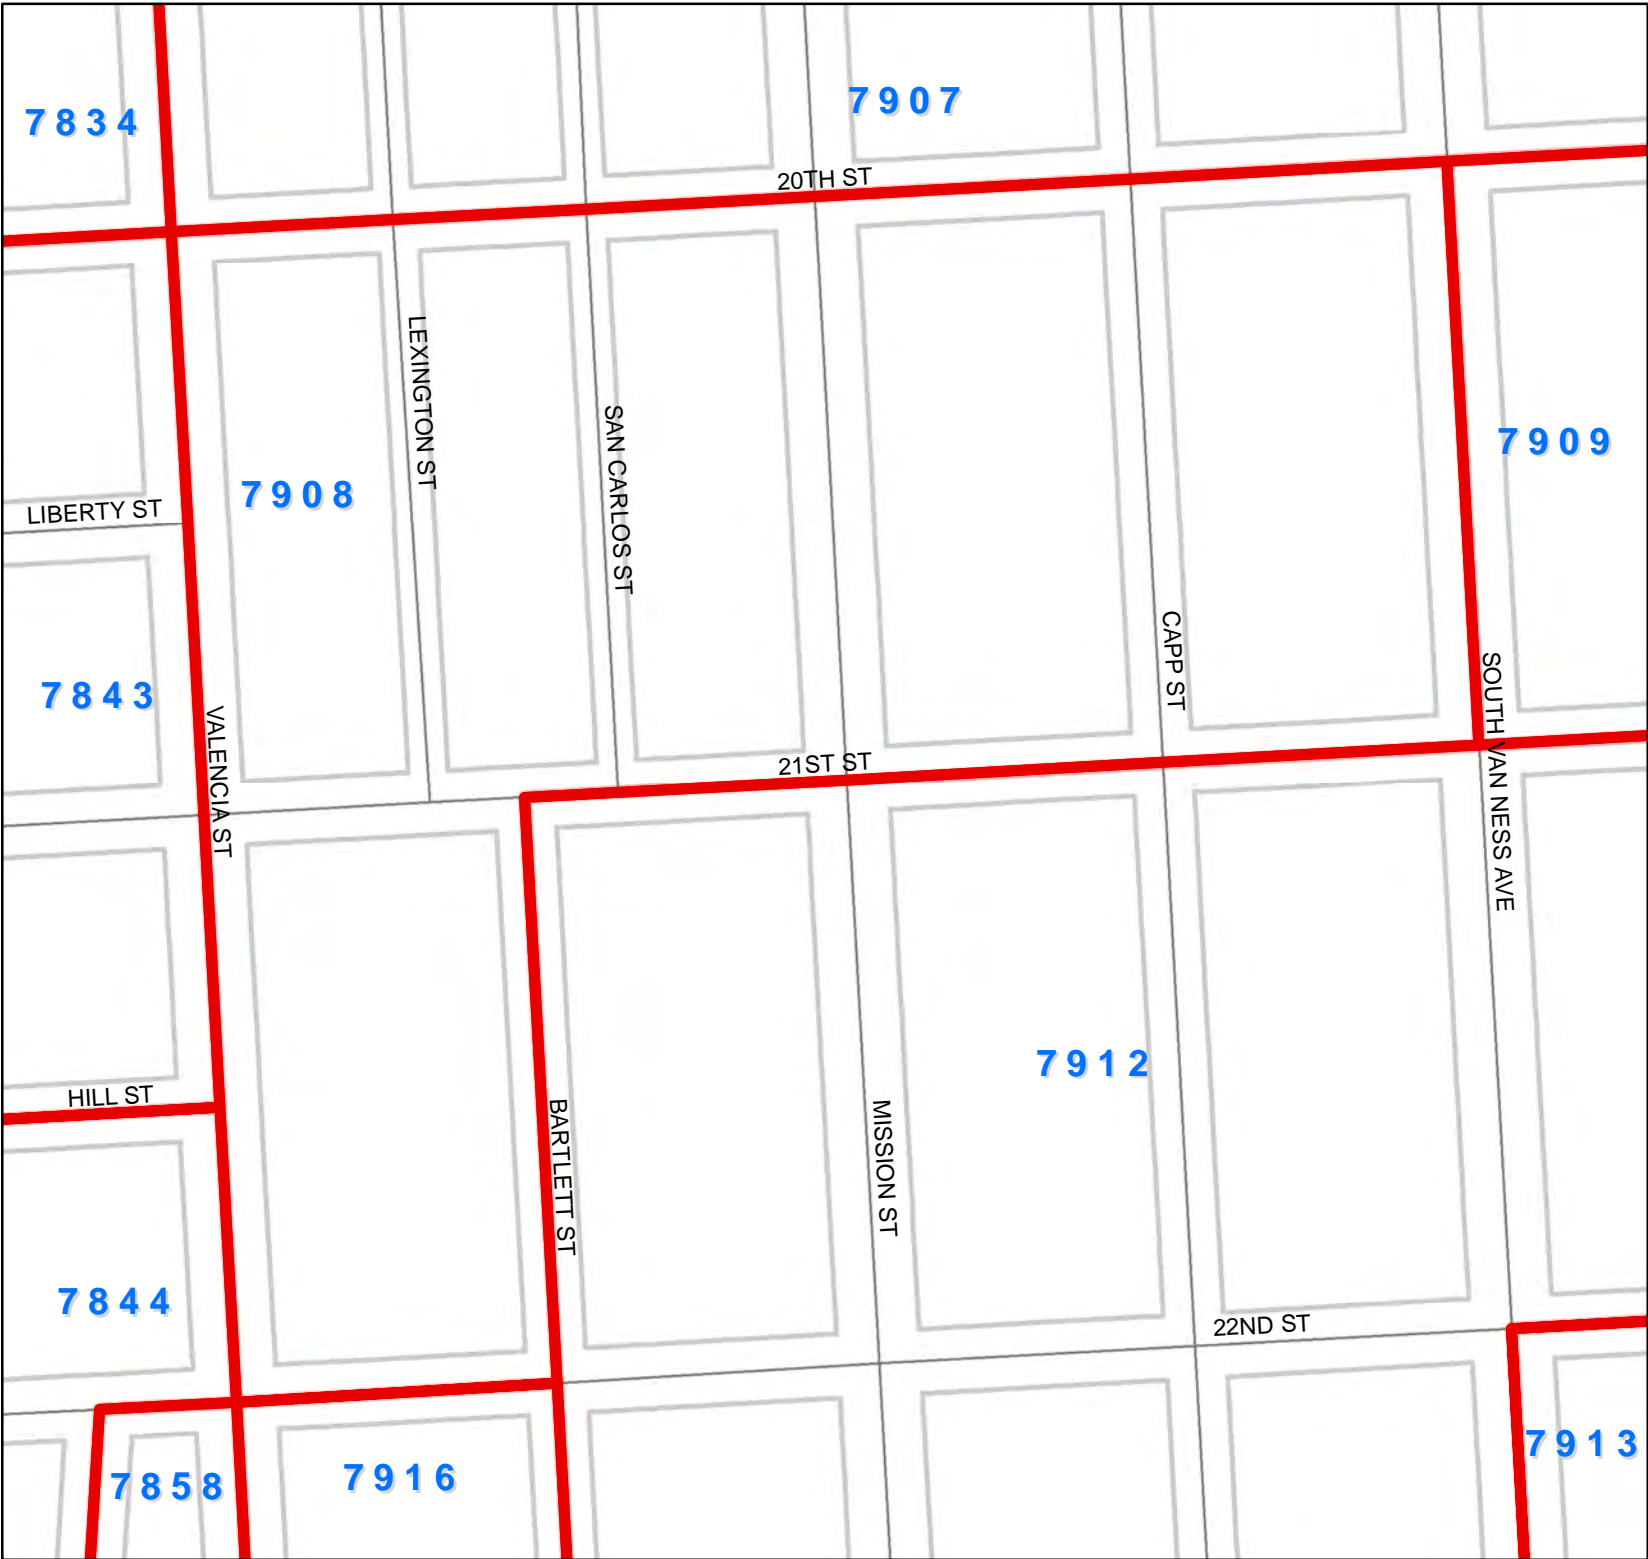 7907
7834
20TH ST
LEXINGTON ST
SAN CARLOS ST
7909
7908
LIBERTY ST
CAPP ST
SOUTH VAN NESS AVE
7843
VALENCIA ST
21ST ST
7912
HILL ST
BARTLETT ST
MISSION ST
7844
22ND ST
7913
7916
7858